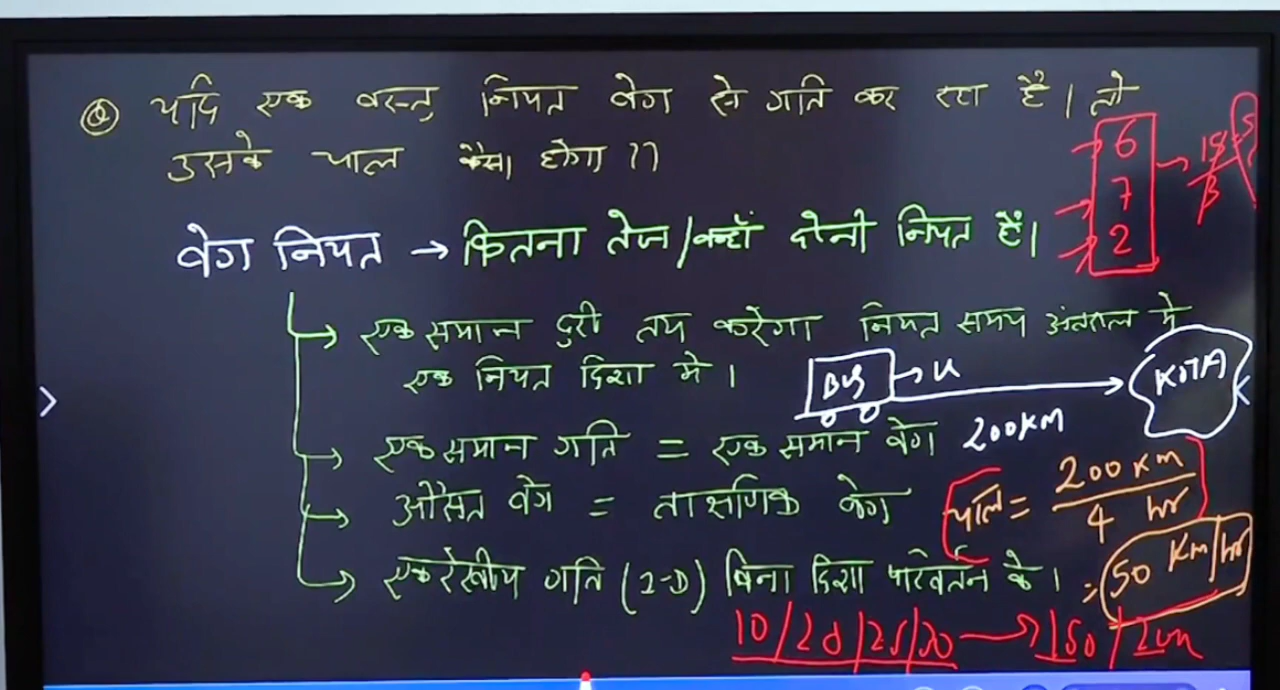 Q यदि एक वस्तु नियत वेग से गति कर रहा है। तो
उसके चाल कैसा होगा ??
6
7
2
वेग नियत → कितना तेज / कहाँ दोनो नियत हैं।
→ एक समान दुरी तय करेगा नियत समय अंतराल मे
एक नियत दिशा मे।
BUS → u
KOTA
200KM
→ एक समान गति = एक समान वेग
→ औसत वेग = तात्क्षणिक वेग
चाल = 200 KM / 4 hr
= 50 KM/hr
→ एकरेखीय गति (1-D) बिना दिशा परिवर्तन के।
10/20/25/30 → 150/200